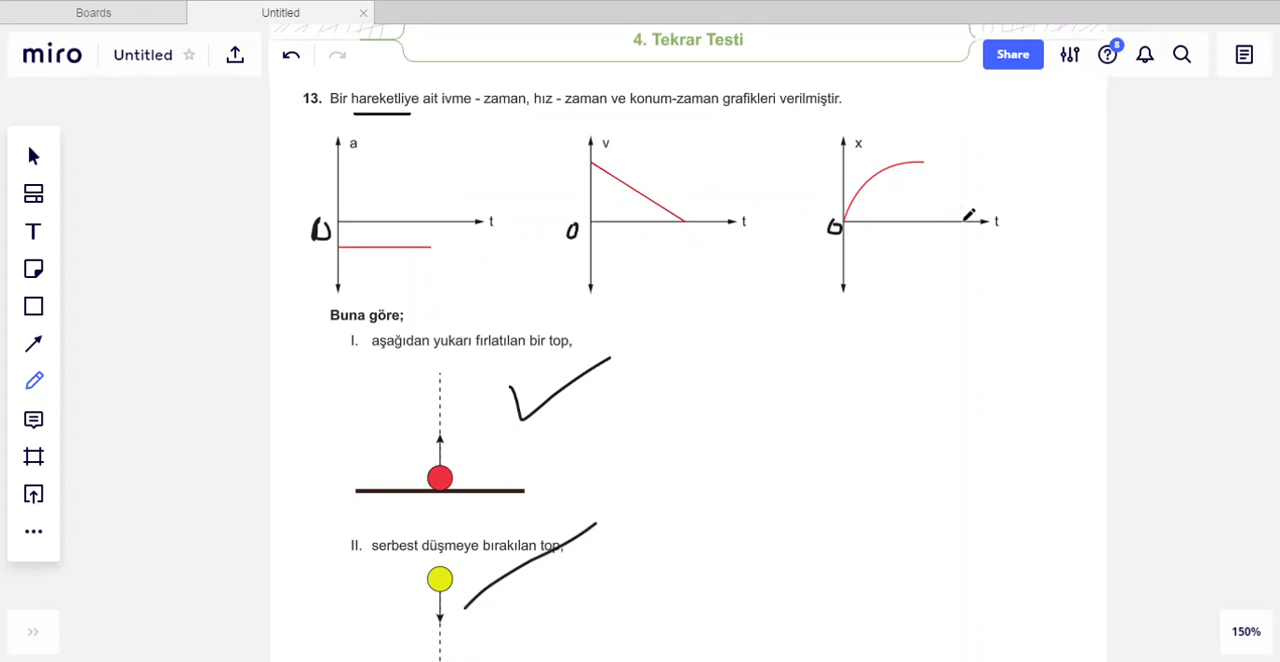 Boards
Untitled
miro
Untitled
Share
8
4. Tekrar Testi
13. Bir hareketliye ait ivme - zaman, hız - zaman ve konum-zaman grafikleri verilmiştir.
a
t
0
v
t
0
x
t
0
Buna göre;
I. aşağıdan yukarı fırlatılan bir top,
II. serbest düşmeye bırakılan top,
150%